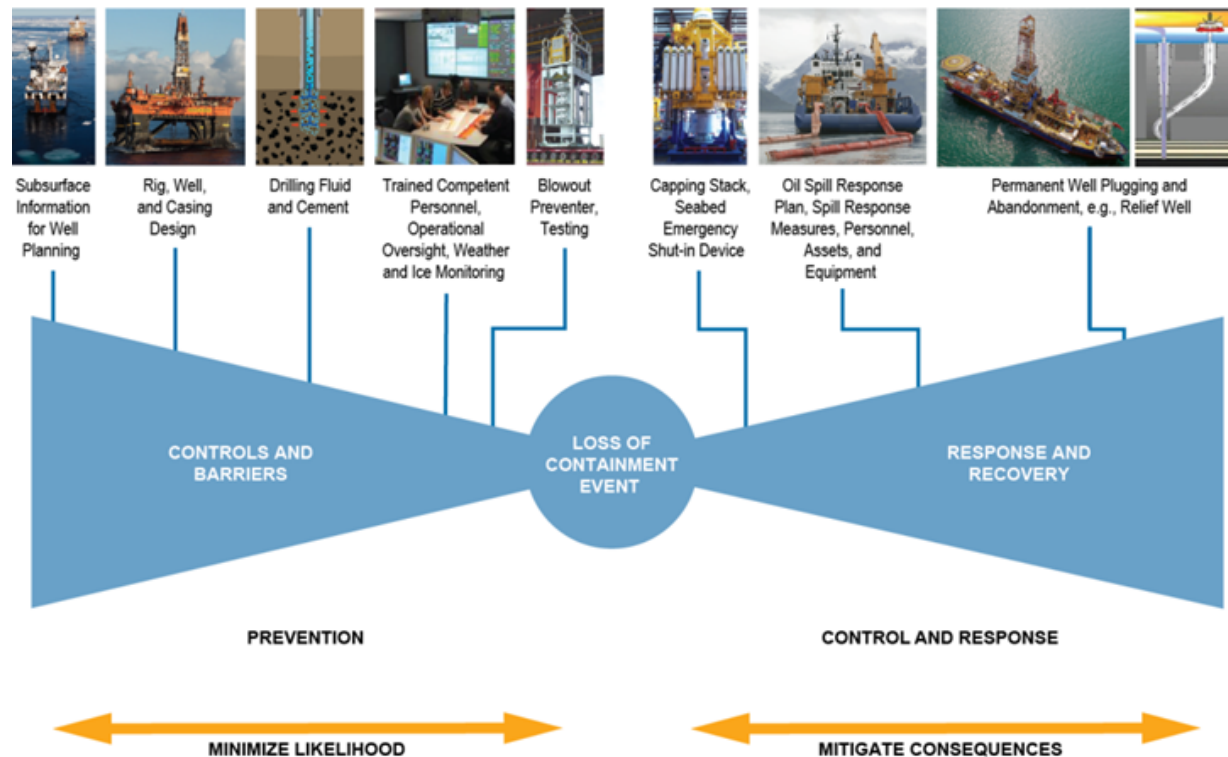 Subsurface
Information
for Well
Planning
Rig, Well,
and Casing
Design
Drilling Fluid
and Cement
Trained Competent
Personnel,
Operational
Oversight, Weather
and Ice Monitoring
Blowout
Preventer,
Testing
Capping Stack,
Seabed
Emergency
Shut-in Device
Oil Spill Response
Plan, Spill Response
Measures, Personnel,
Assets, and
Equipment
Permanent Well Plugging and
Abandonment, e.g., Relief Well
CONTROLS AND
BARRIERS
LOSS OF
CONTAINMENT
EVENT
RESPONSE AND
RECOVERY
PREVENTION
CONTROL AND RESPONSE
MINIMIZE LIKELIHOOD
MITIGATE CONSEQUENCES